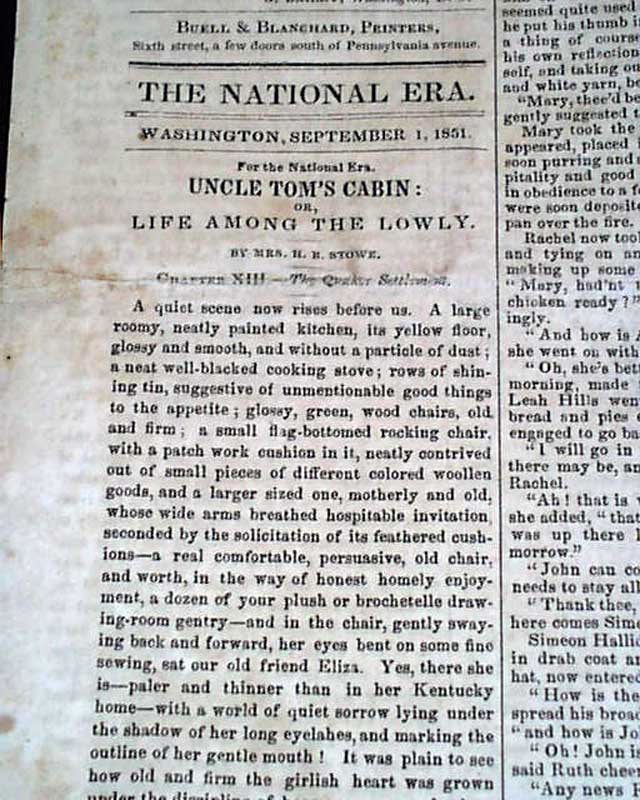 BUELL & BLANCHARD, PRINTERS,
Sixth street, a few doors south of Pennsylvania avenue.
THE NATIONAL ERA.
WASHINGTON, SEPTEMBER 1, 1851.
For the National Era.
UNCLE TOM'S CABIN:
OR,
LIFE AMONG THE LOWLY.
BY MRS. H. B. STOWE.
CHAPTER XIII.—The Quaker Settlement.
A quiet scene now rises before us. A large
roomy, neatly painted kitchen, its yellow floor,
glossy and smooth, and without a particle of dust;
a neat well-blacked cooking stove; rows of shin-
ing tin, suggestive of unmentionable good things
to the appetite; glossy, green, wood chairs, old
and firm; a small flag-bottomed rocking chair,
with a patch work cushion in it, neatly contrived
out of small pieces of different colored woollen
goods, and a larger sized one, motherly and old,
whose wide arms breathed hospitable invitation,
seconded by the solicitation of its feathered cush-
ions—a real comfortable, persuasive, old chair,
and worth, in the way of honest homely enjoy-
ment, a dozen of your plush or brochetelle draw-
ing-room gentry—and in the chair, gently sway-
ing back and forward, her eyes bent on some fine
sewing, sat our old friend Eliza. Yes, there she
is—paler and thinner than in her Kentucky
home—with a world of quiet sorrow lying under
the shadow of her long eyelahes, and marking the
outline of her gentle mouth! It was plain to see
how old and firm the girlish heart was grown
under the discipline of
seemed quite used
he put his thumb
a thing of course
his own reflection
self, and taking out
and white yarn, be
"Mary, thee'd be
gently suggested t
Mary took the
appeared, placed i
soon purring and
pitality and good
in obedience to a f
were soon deposite
pan over the fire.
Rachel now took
and tying on an
making up some
"Mary, had'nt t
chicken ready?"
ingly.
"And how is A
she went on with
"Oh, she's bett
morning, made
Leah Hills wen
bread and pies
engaged to go ba
"I will go in
there may be, an
Rachel.
"Ah! that is
she added, "that
was up there l
morrow."
"John can co
needs to stay all
"Thank thee,
here comes Sime
Simeon Hallid
in drab coat an
hat, now entered
"How is the
spread his broa
"and how is Jo
"Oh! John is
said Ruth cheer
"Any news